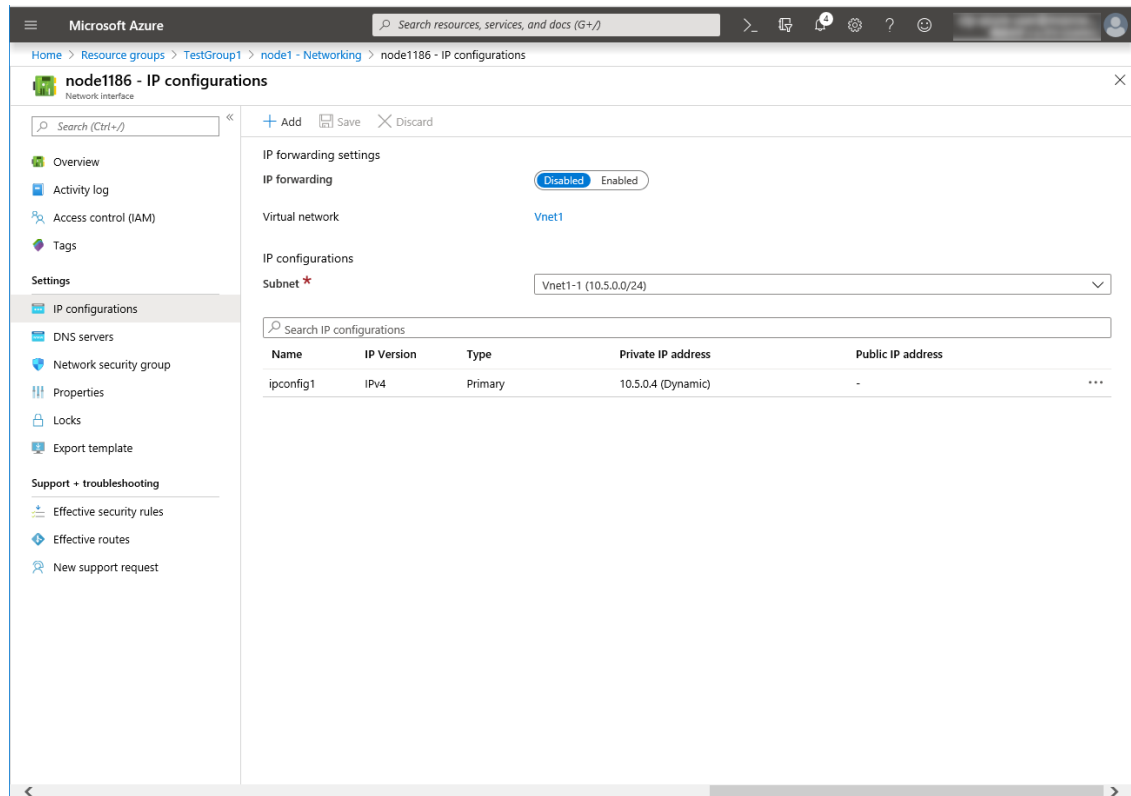 Microsoft Azure
Search resources, services, and docs (G+/)
4
Home > Resource groups > TestGroup1 > node1 - Networking > node1186 - IP configurations
node1186 - IP configurations
Network interface
Search (Ctrl+/)
Overview
Activity log
Access control (IAM)
Tags
Settings
IP configurations
DNS servers
Network security group
Properties
Locks
Export template
Support + troubleshooting
Effective security rules
Effective routes
New support request
Add Save Discard
IP forwarding settings
IP forwarding Disabled Enabled
Virtual network Vnet1
IP configurations
Subnet * Vnet1-1 (10.5.0.0/24)
Search IP configurations
Name IP Version Type Private IP address Public IP address
ipconfig1 IPv4 Primary 10.5.0.4 (Dynamic) - ...